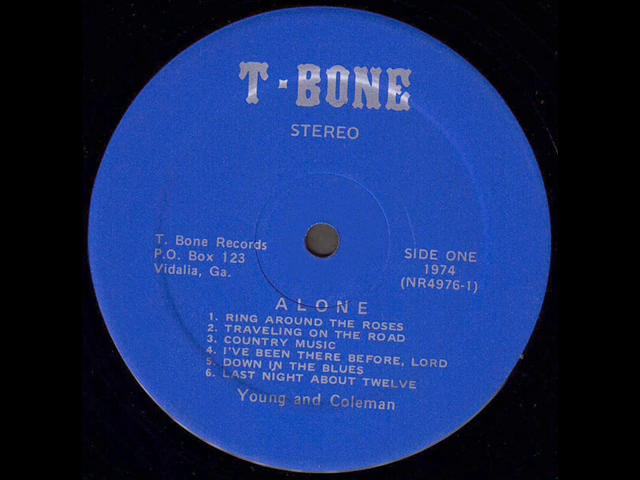 T-BONE
STEREO
T. Bone Records
P.O. Box 123
Vidalia, Ga.
SIDE ONE
1974
(NR4976-1)
ALONE
1. RING AROUND THE ROSES
2. TRAVELING ON THE ROAD
3. COUNTRY MUSIC
4. I'VE BEEN THERE BEFORE, LORD
5. DOWN IN THE BLUES
6. LAST NIGHT ABOUT TWELVE
Young and Coleman